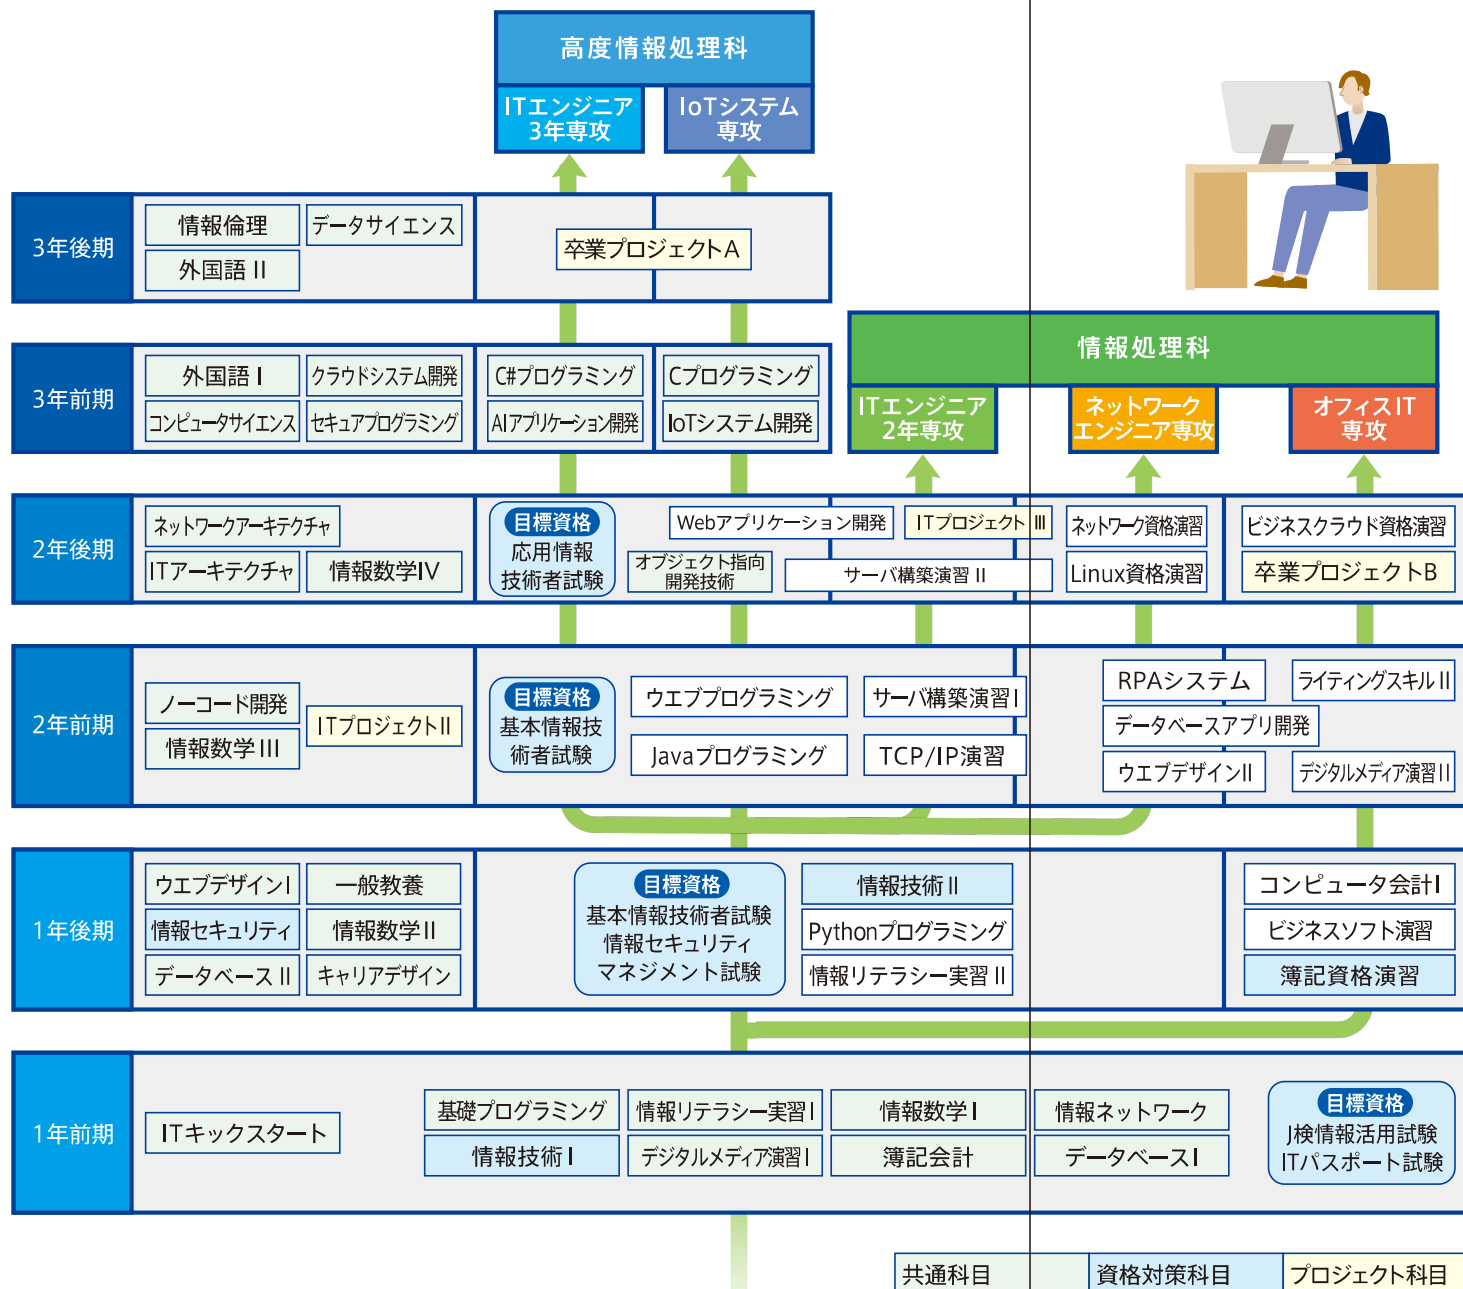 高度情報処理科
ITエンジニア
3年専攻
IoTシステム
専攻
3年後期
情報倫理
データサイエンス
外国語 II
卒業プロジェクトA
3年前期
外国語 I
クラウドシステム開発
コンピュータサイエンス
セキュアプログラミング
C#プログラミング
Cプログラミング
AIアプリケーション開発
IoTシステム開発
情報処理科
ITエンジニア
2年専攻
ネットワーク
エンジニア専攻
オフィスIT
専攻
2年後期
ネットワークアーキテクチャ
ITアーキテクチャ
情報数学IV
目標資格
応用情報
技術者試験
Webアプリケーション開発
ITプロジェクト III
オブジェクト指向
開発技術
サーバ構築演習 II
ネットワーク資格演習
Linux資格演習
ビジネスクラウド資格演習
卒業プロジェクトB
2年前期
ノーコード開発
情報数学III
ITプロジェクトII
目標資格
基本情報技
術者試験
ウエブプログラミング
サーバ構築演習I
Javaプログラミング
TCP/IP演習
RPAシステム
ライティングスキルII
データベースアプリ開発
ウエブデザインII
デジタルメディア演習II
1年後期
ウエブデザインI
一般教養
情報セキュリティ
情報数学II
データベース II
キャリアデザイン
目標資格
基本情報技術者試験
情報セキュリティ
マネジメント試験
情報技術 II
Pythonプログラミング
情報リテラシー実習 II
コンピュータ会計I
ビジネスソフト演習
簿記資格演習
1年前期
ITキックスタート
基礎プログラミング
情報リテラシー実習I
情報数学I
情報ネットワーク
情報技術I
デジタルメディア演習I
簿記会計
データベースI
目標資格
J検情報活用試験
ITパスポート試験
共通科目
資格対策科目
プロジェクト科目